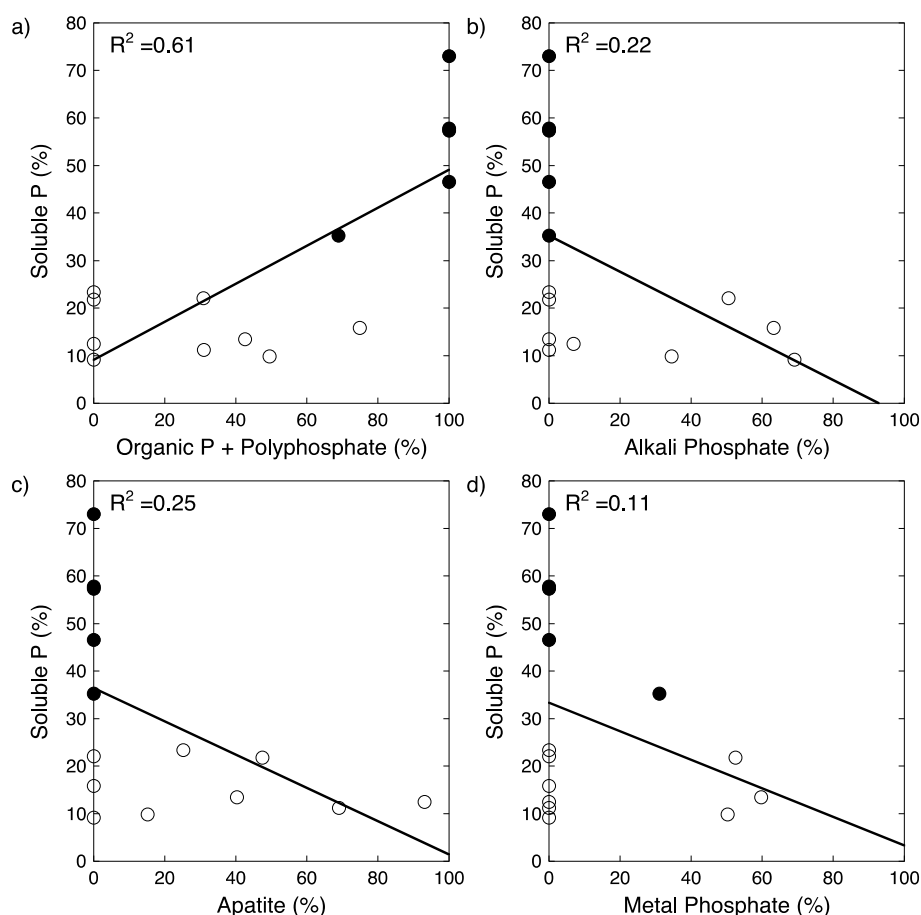 a)
R² =0.61
80
70
60
50
40
30
20
10
0
Soluble P (%)
0 20 40 60 80 100
Organic P + Polyphosphate (%)
b)
R² =0.22
80
70
60
50
40
30
20
10
0
Soluble P (%)
0 20 40 60 80 100
Alkali Phosphate (%)
c)
R² =0.25
80
70
60
50
40
30
20
10
0
Soluble P (%)
0 20 40 60 80 100
Apatite (%)
d)
R² =0.11
80
70
60
50
40
30
20
10
0
Soluble P (%)
0 20 40 60 80 100
Metal Phosphate (%)